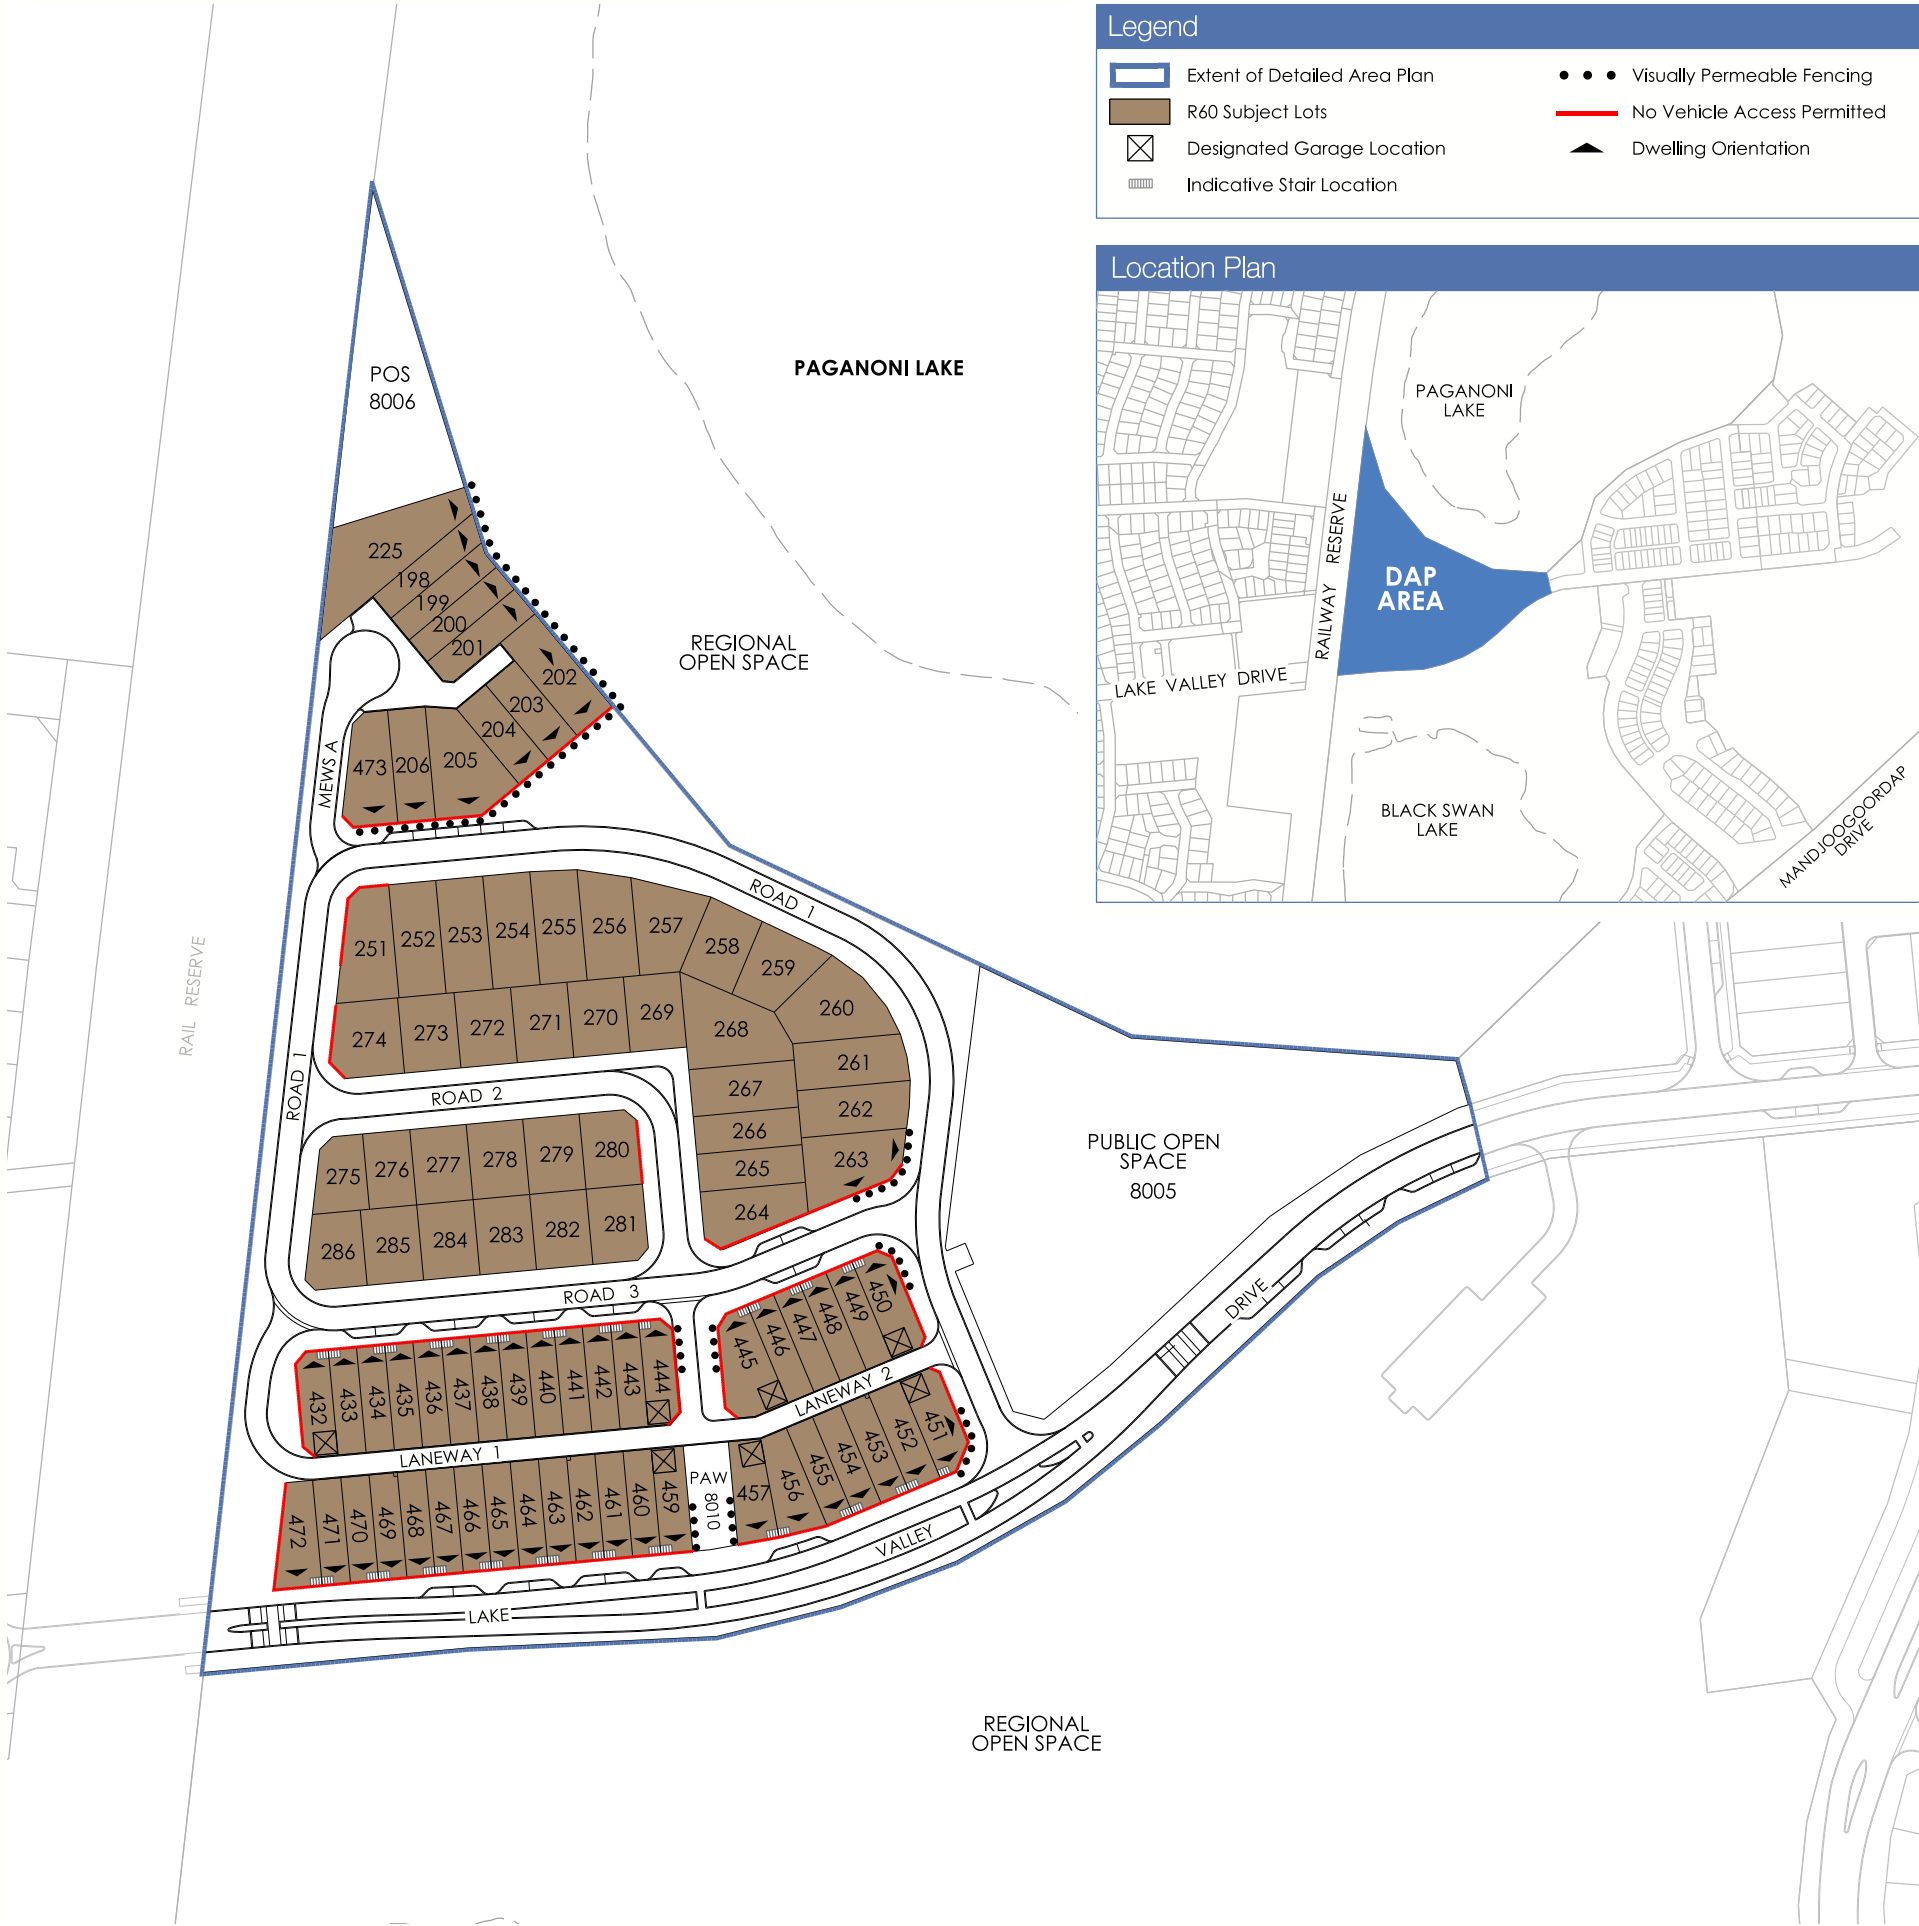 Legend
Extent of Detailed Area Plan
R60 Subject Lots
Designated Garage Location
Indicative Stair Location
Visually Permeable Fencing
No Vehicle Access Permitted
Dwelling Orientation
Location Plan
PAGANONI
LAKE
RAILWAY RESERVE
DAP
AREA
LAKE VALLEY DRIVE
BLACK SWAN
LAKE
MANDJOOGOORDAP
DRIVE
POS
8006
PAGANONI LAKE
REGIONAL
OPEN SPACE
225
198
199
200
201
202
203
204
205
206
473
MEWS A
ROAD 1
251
252
253
254
255
256
257
258
259
260
261
262
263
264
265
266
267
268
269
270
271
272
273
274
RAIL RESERVE
ROAD 1
ROAD 2
275
276
277
278
279
280
286
285
284
283
282
281
ROAD 3
PUBLIC OPEN
SPACE
8005
432
433
434
435
436
437
438
439
440
441
442
443
444
445
446
447
448
449
450
LANEWAY 1
LANEWAY 2
472
471
470
469
468
467
466
465
464
463
462
461
460
459
PAW
8010
457
456
455
454
453
452
451
LAKE
VALLEY
DRIVE
REGIONAL
OPEN SPACE